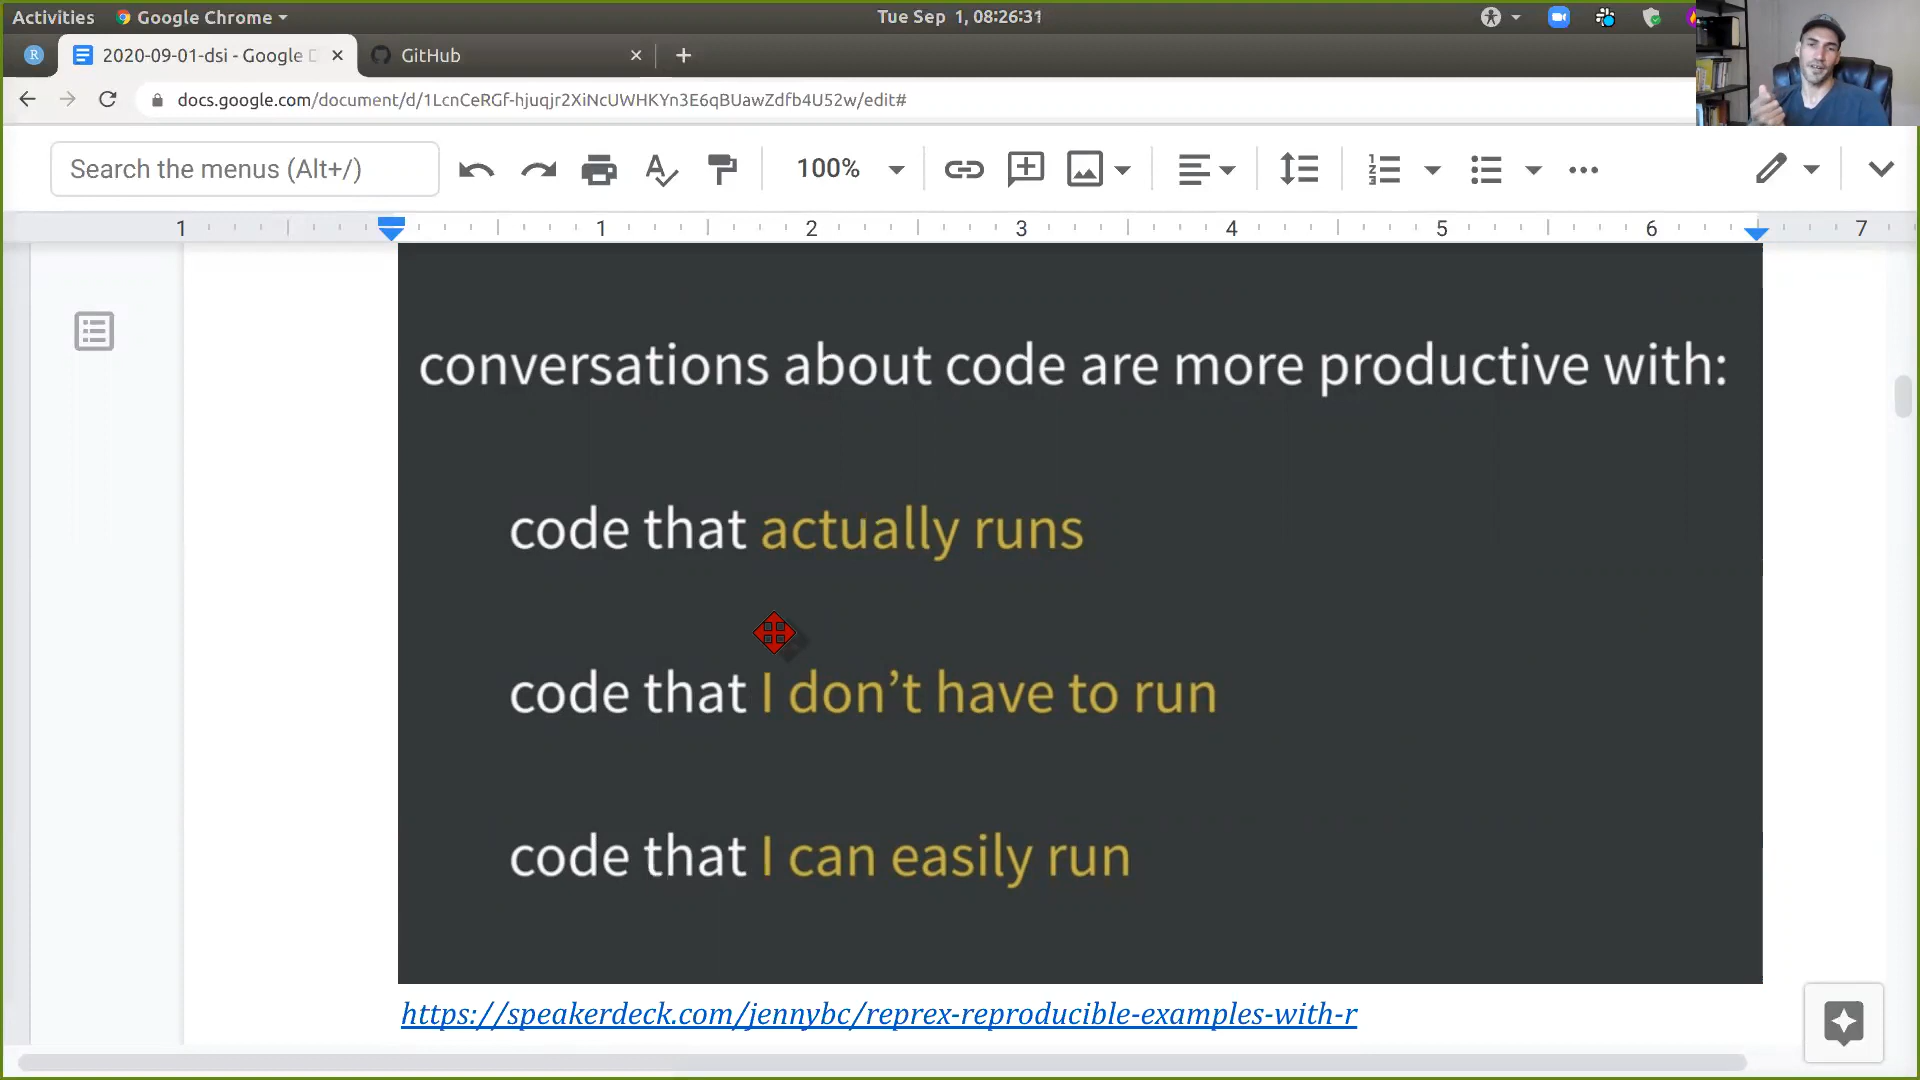 Activities Google Chrome Tue Sep 1, 08:26:31
2020-09-01-dsi - Google D GitHub
docs.google.com/document/d/1LcnCeRGf-hjuqjr2XiNcUWHKYn3E6qBUawZdfb4U52w/edit#
Search the menus (Alt+/) 100%
1 1 2 3 4 5 6 7
conversations about code are more productive with:
code that actually runs
code that I don't have to run
code that I can easily run
https://speakerdeck.com/jennybc/reprex-reproducible-examples-with-r